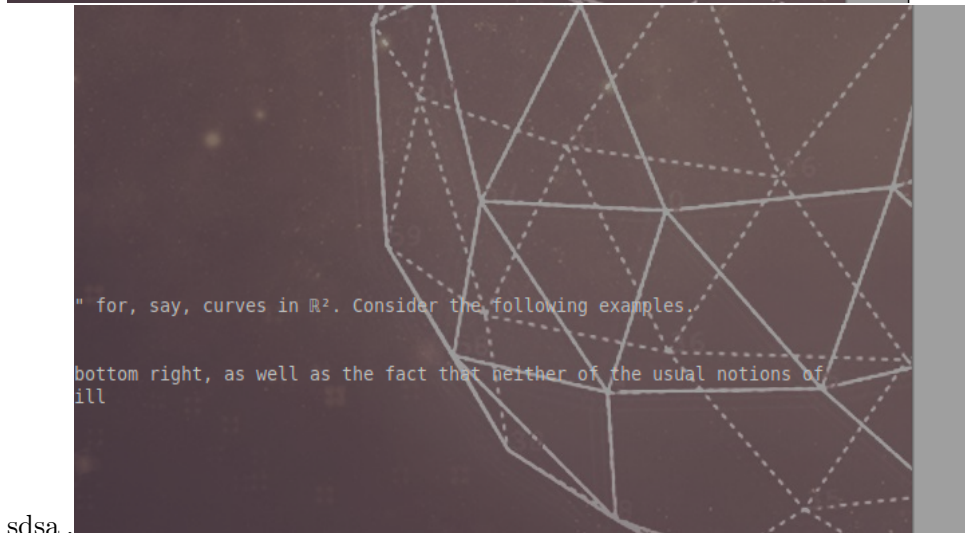 " for, say, curves in ℝ². Consider the following examples.
bottom right, as well as the fact that neither of the usual notions of
ill
sdsa .